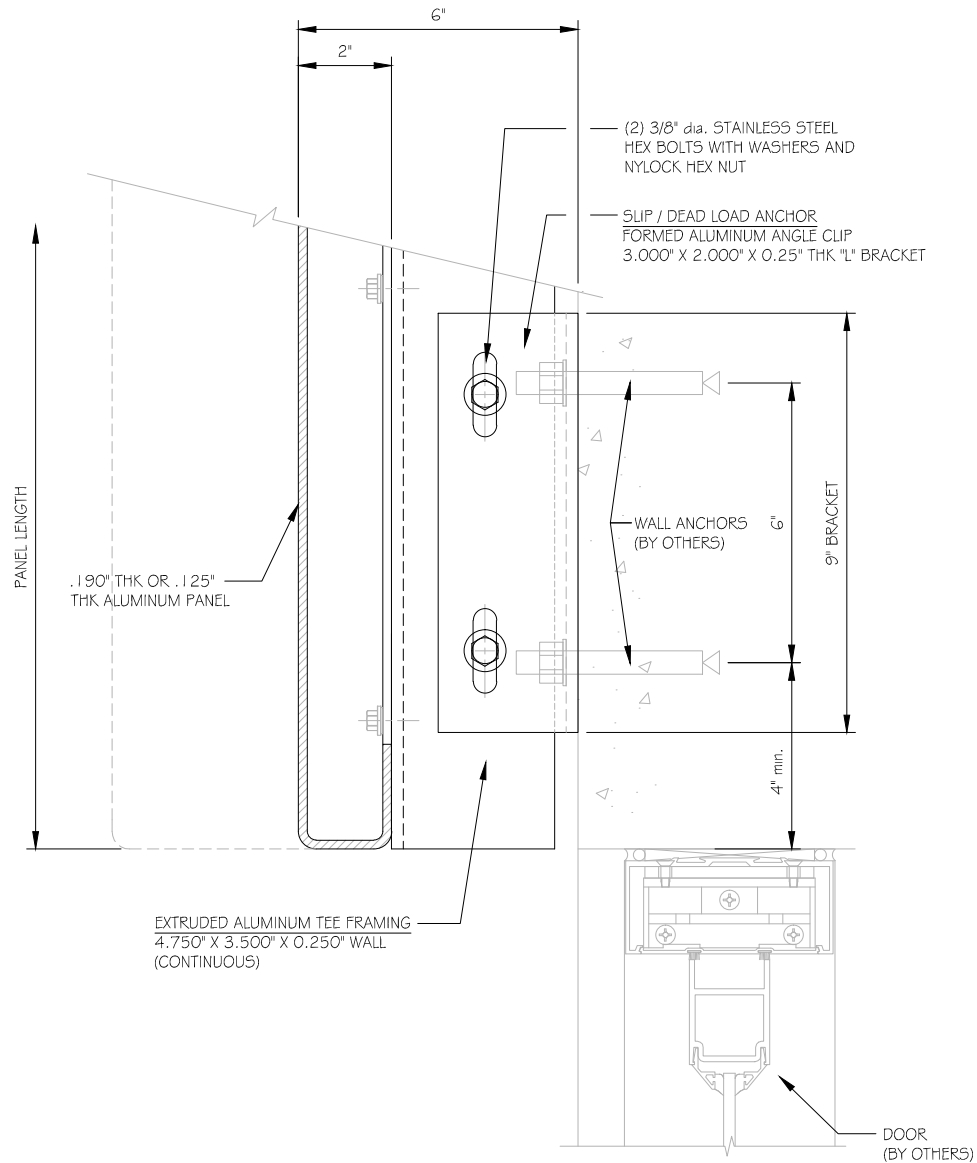 6"
2"
(2) 3/8" dia. STAINLESS STEEL
HEX BOLTS WITH WASHERS AND
NYLOCK HEX NUT
SLIP / DEAD LOAD ANCHOR
FORMED ALUMINUM ANGLE CLIP
3.000" X 2.000" X 0.25" THK "L" BRACKET
PANEL LENGTH
.190" THK OR .125"
THK ALUMINUM PANEL
WALL ANCHORS
(BY OTHERS)
6"
9" BRACKET
4" min.
EXTRUDED ALUMINUM TEE FRAMING
4.750" X 3.500" X 0.250" WALL
(CONTINUOUS)
DOOR
(BY OTHERS)